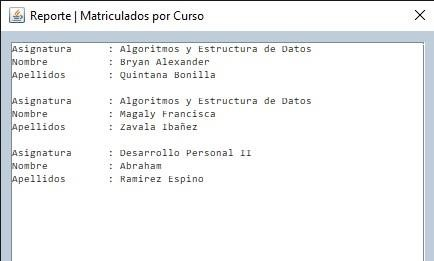 Reporte | Matriculados por Curso
Asignatura : Algoritmos y Estructura de Datos
Nombre : Bryan Alexander
Apellidos : Quintana Bonilla
Asignatura : Algoritmos y Estructura de Datos
Nombre : Magaly Francisca
Apellidos : Zavala Ibañez
Asignatura : Desarrollo Personal II
Nombre : Abraham
Apellidos : Ramirez Espino